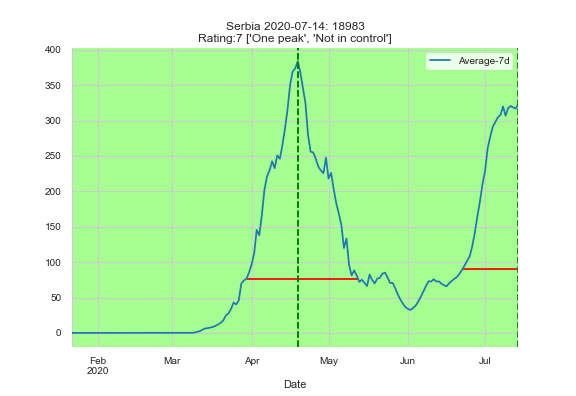 Serbia 2020-07-14: 18983
Rating:7 ['One peak', 'Not in control']
Average-7d
400
350
300
250
200
150
100
50
0
Feb
2020
Mar
Apr
May
Jun
Jul
Date